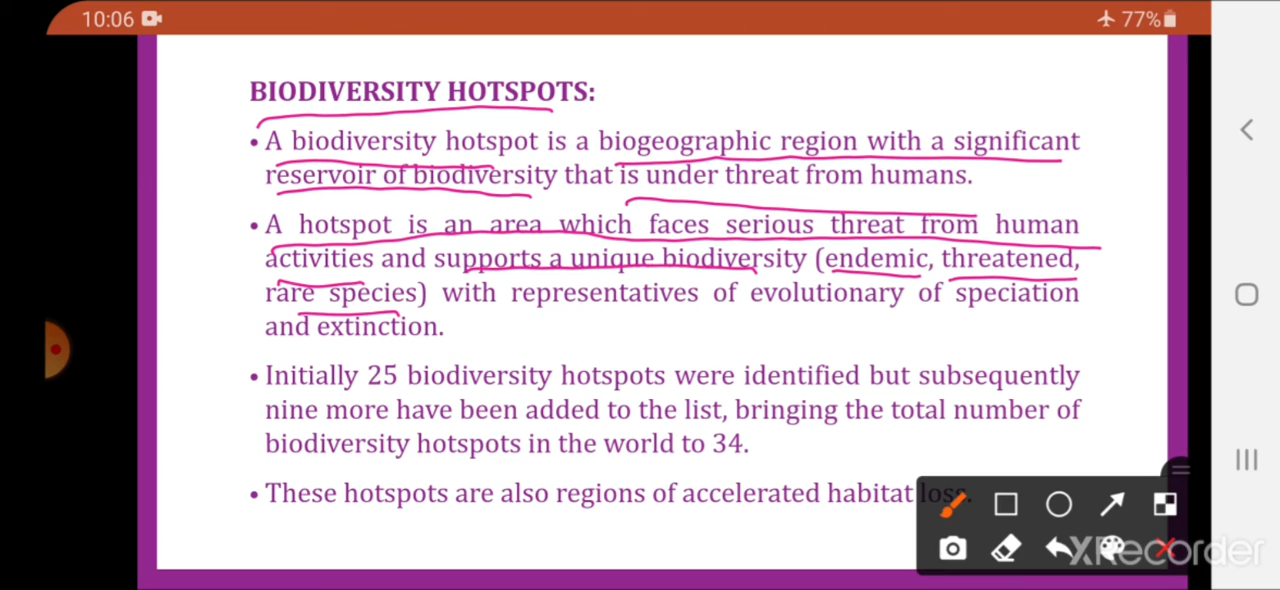 10:06
77%
BIODIVERSITY HOTSPOTS:
• A biodiversity hotspot is a biogeographic region with a significant
reservoir of biodiversity that is under threat from humans.
• A hotspot is an area which faces serious threat from human
activities and supports a unique biodiversity (endemic, threatened,
rare species) with representatives of evolutionary of speciation
and extinction.
• Initially 25 biodiversity hotspots were identified but subsequently
nine more have been added to the list, bringing the total number of
biodiversity hotspots in the world to 34.
• These hotspots are also regions of accelerated habitat loss.
XRecorder